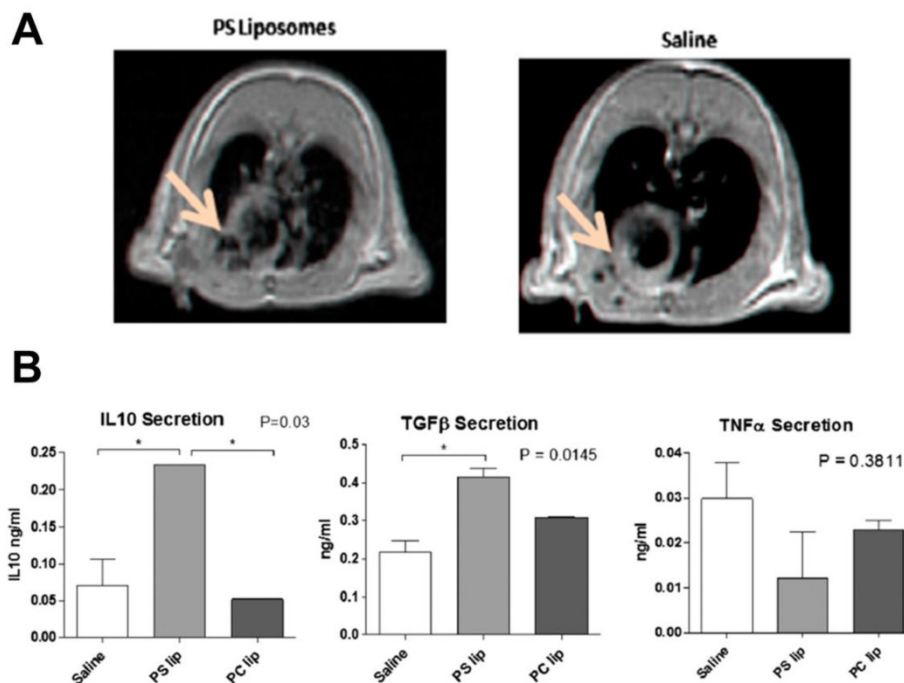 A
PS Liposomes
Saline
B
IL10 Secretion
P=0.03
*
*
IL10 ng/ml
0.25
0.20
0.15
0.10
0.05
0.00
Saline
PS lip
PC lip
TGFβ Secretion
P = 0.0145
*
ng/ml
0.5
0.4
0.3
0.2
0.1
0.0
Saline
PS lip
PC lip
TNFα Secretion
P = 0.3811
ng/ml
0.04
0.03
0.02
0.01
0.00
Saline
PS lip
PC lip